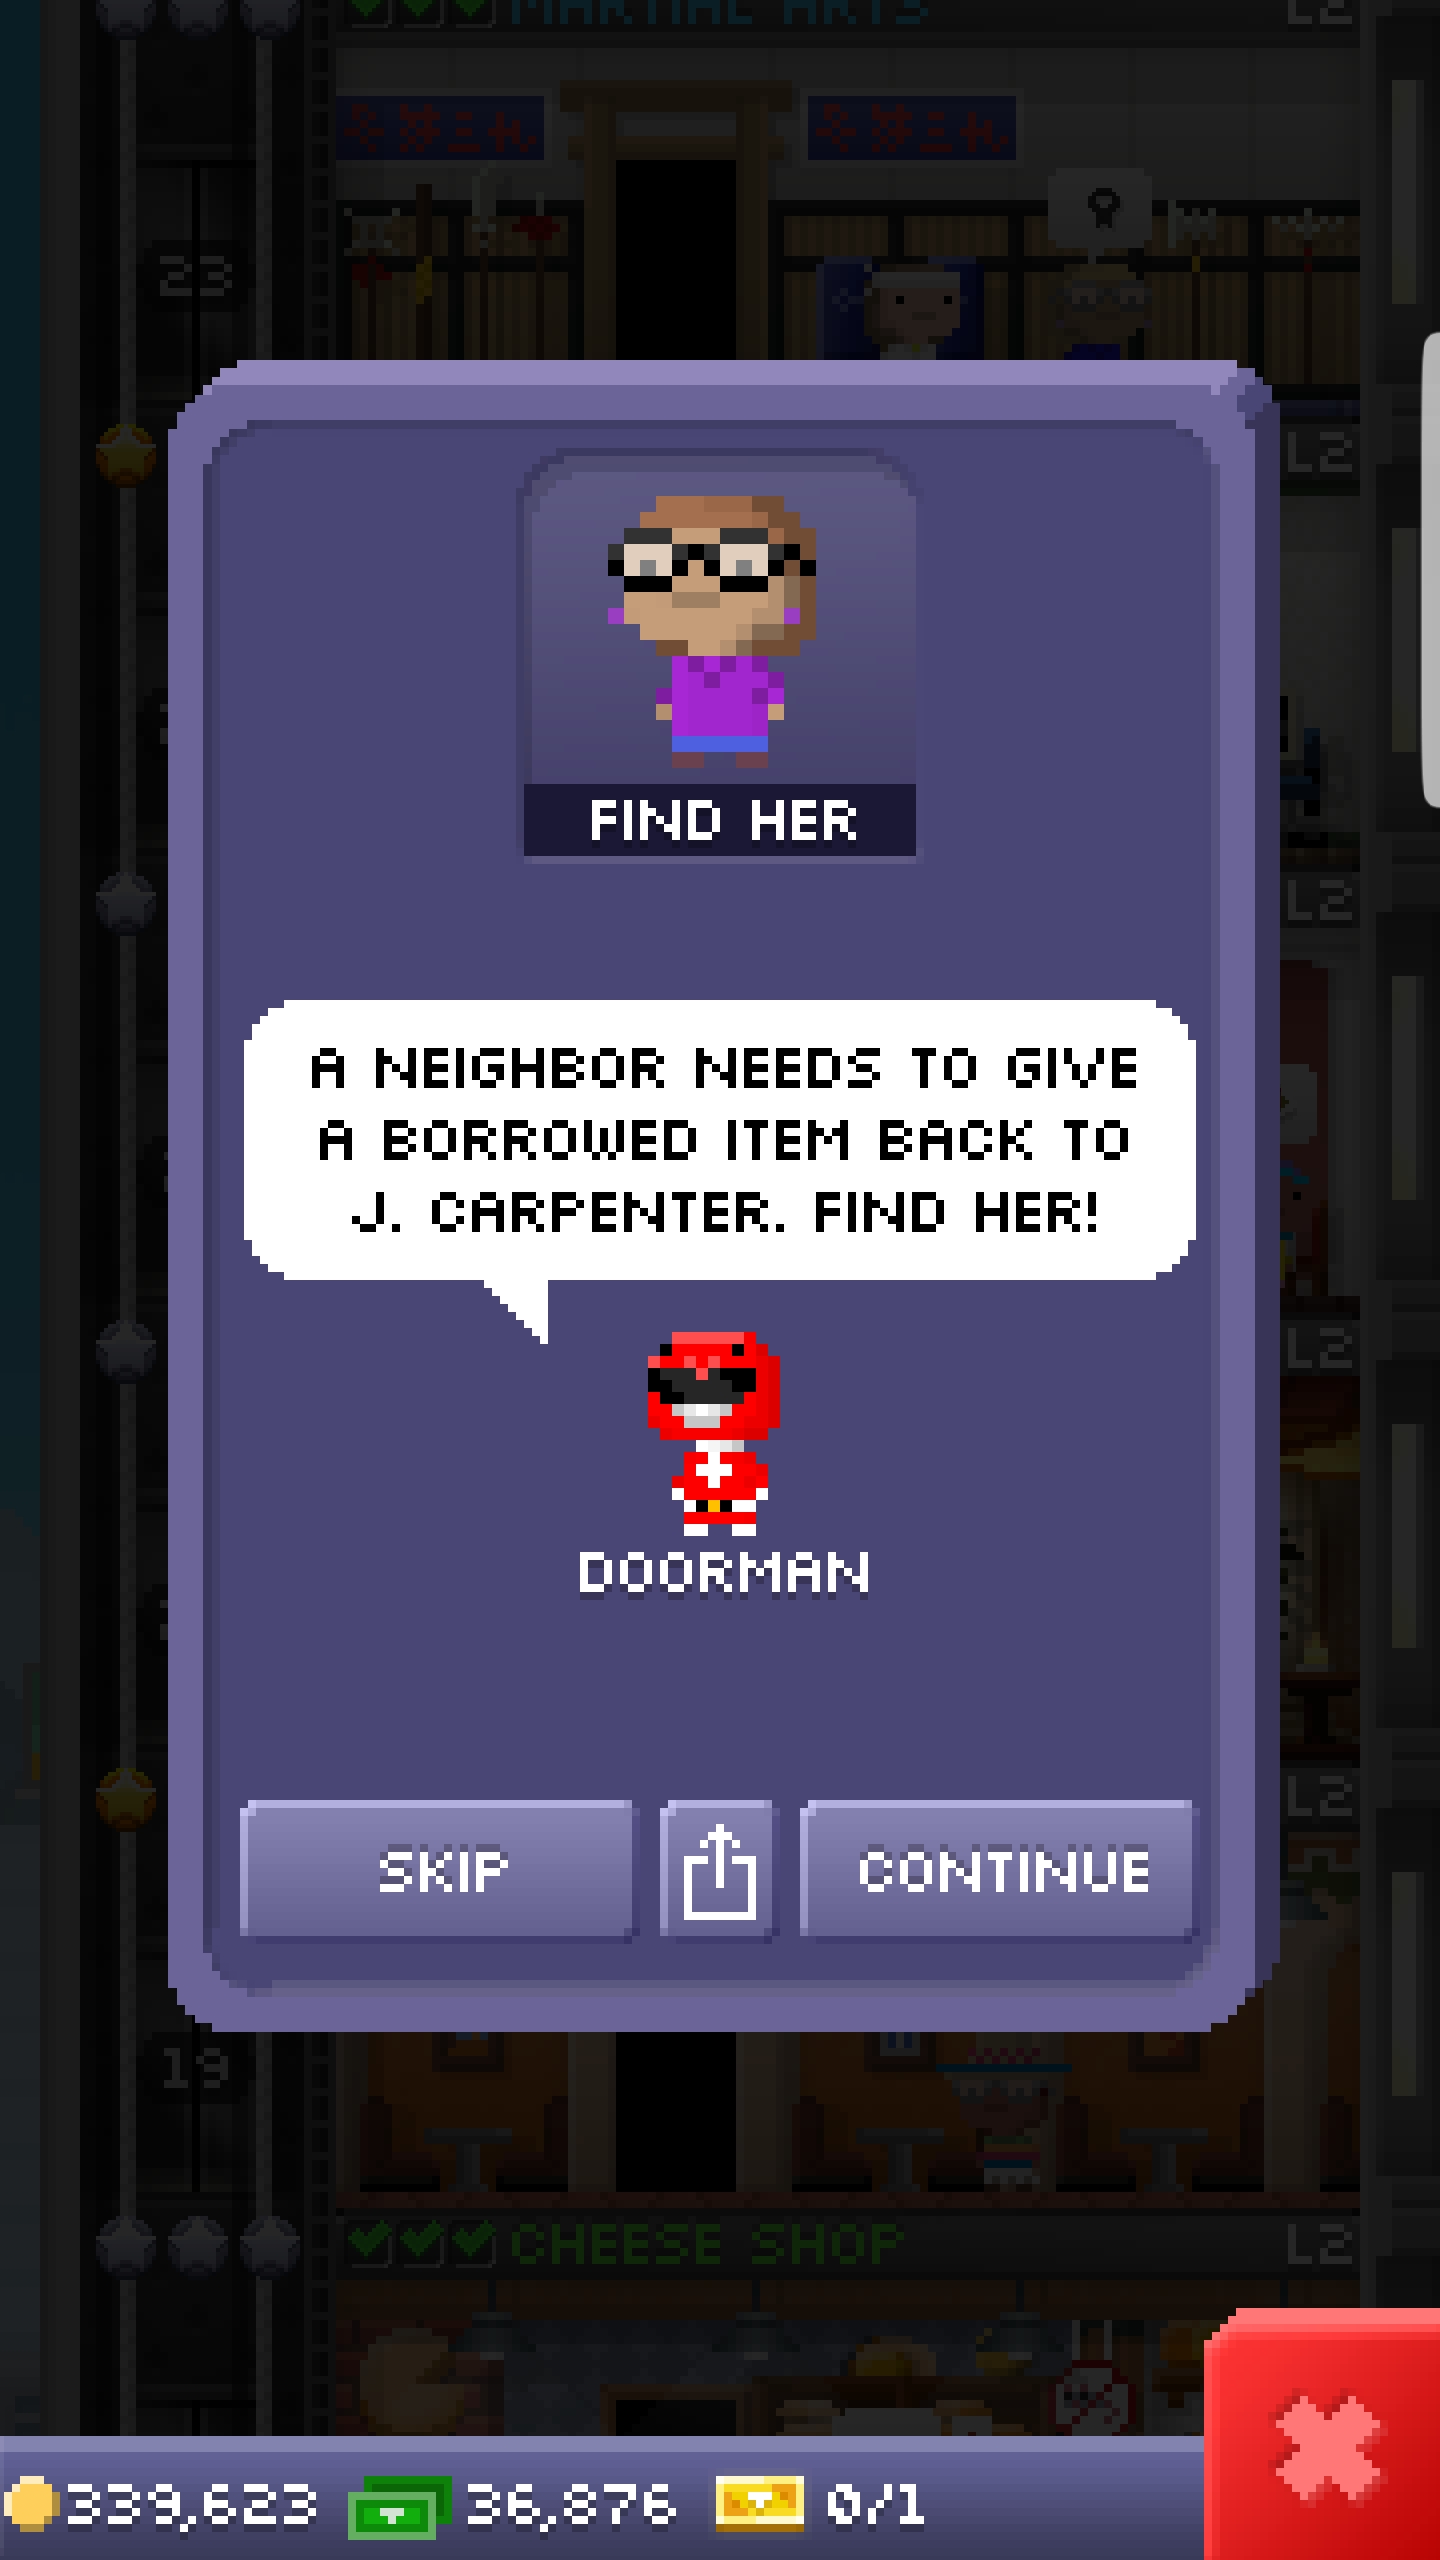 MARTIAL ARTS
L2
23
L2
FIND HER
L2
A NEIGHBOR NEEDS TO GIVE
A BORROWED ITEM BACK TO
J. CARPENTER. FIND HER!
L2
DOORMAN
L2
SKIP
CONTINUE
19
CHEESE SHOP
L2
339,623
36,876
0/1